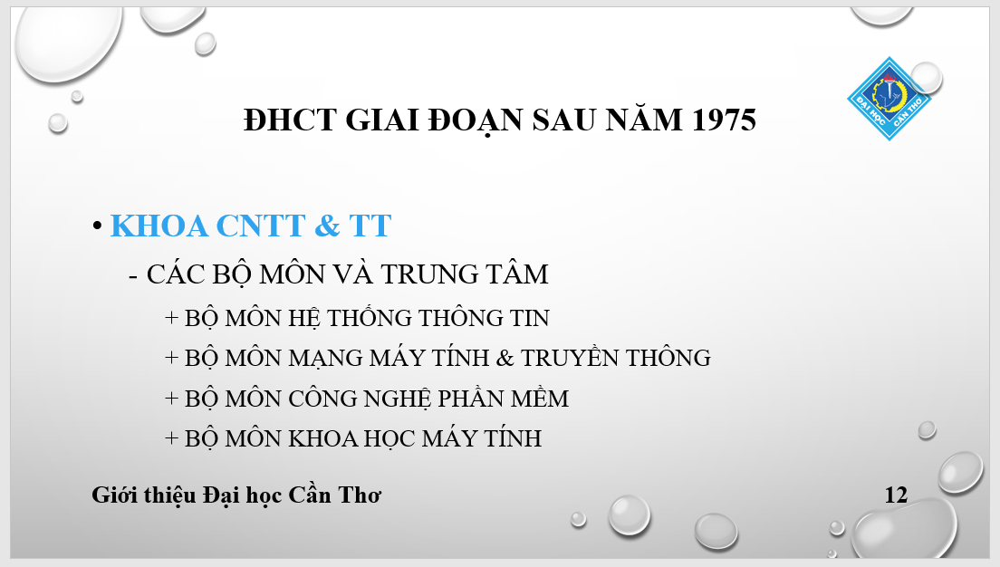 ĐHCT GIAI ĐOẠN SAU NĂM 1975
ĐẠI HỌC CẦN THƠ
• KHOA CNTT & TT
- CÁC BỘ MÔN VÀ TRUNG TÂM
+ BỘ MÔN HỆ THỐNG THÔNG TIN
+ BỘ MÔN MẠNG MÁY TÍNH & TRUYỀN THÔNG
+ BỘ MÔN CÔNG NGHỆ PHẦN MỀM
+ BỘ MÔN KHOA HỌC MÁY TÍNH
Giới thiệu Đại học Cần Thơ
12